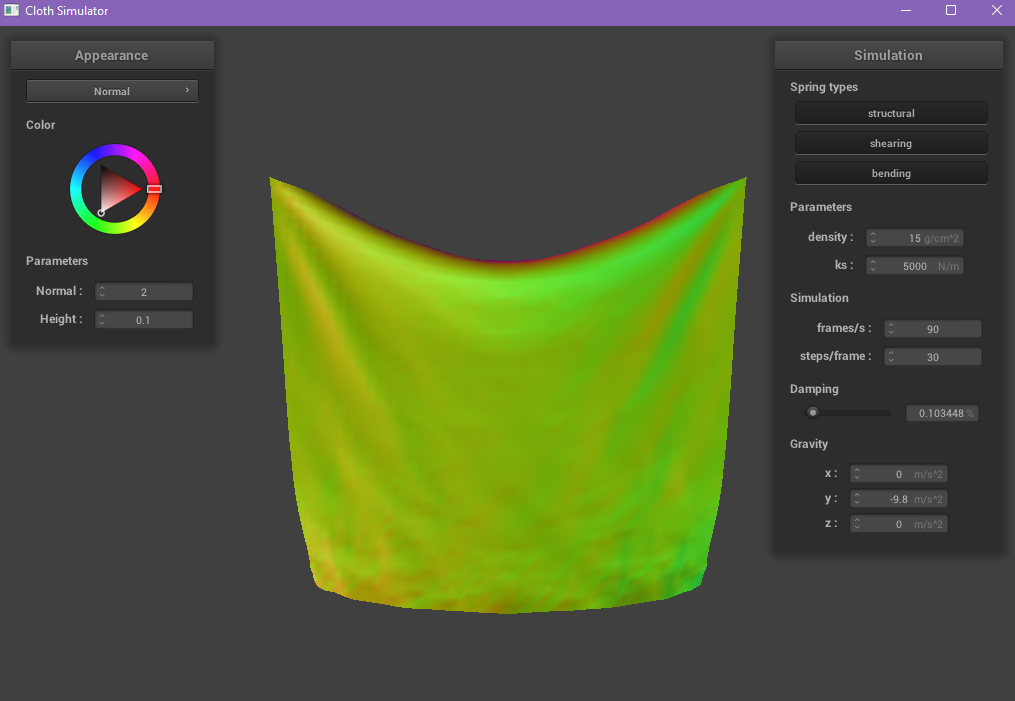 Cloth Simulator
Appearance
Normal
Color
Parameters
Normal : 2
Height : 0.1
Simulation
Spring types
structural
shearing
bending
Parameters
density : 15 g/cm^2
ks : 5000 N/m
Simulation
frames/s : 90
steps/frame : 30
Damping
0.103448 %
Gravity
x : 0 m/s^2
y : -9.8 m/s^2
z : 0 m/s^2